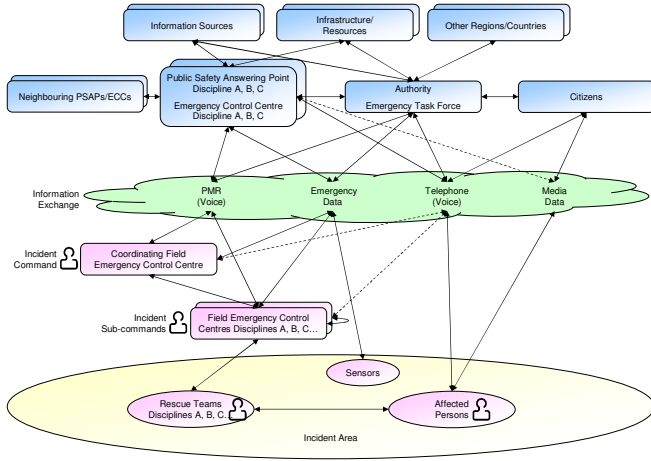 Information Sources
Infrastructure/
Resources
Other Regions/Countries
Neighbouring PSAPs/ECCs
Public Safety Answering Point
Discipline A, B, C
Emergency Control Centre
Discipline A, B, C
Authority
Emergency Task Force
Citizens
Information
Exchange
PMR
(Voice)
Emergency
Data
Telephone
(Voice)
Media
Data
Incident
Command
Coordinating Field
Emergency Control Centre
Incident
Sub-commands
Field Emergency Control
Centres Disciplines A, B, C...
Sensors
Rescue Teams
Disciplines A, B, C...
Affected
Persons
Incident Area